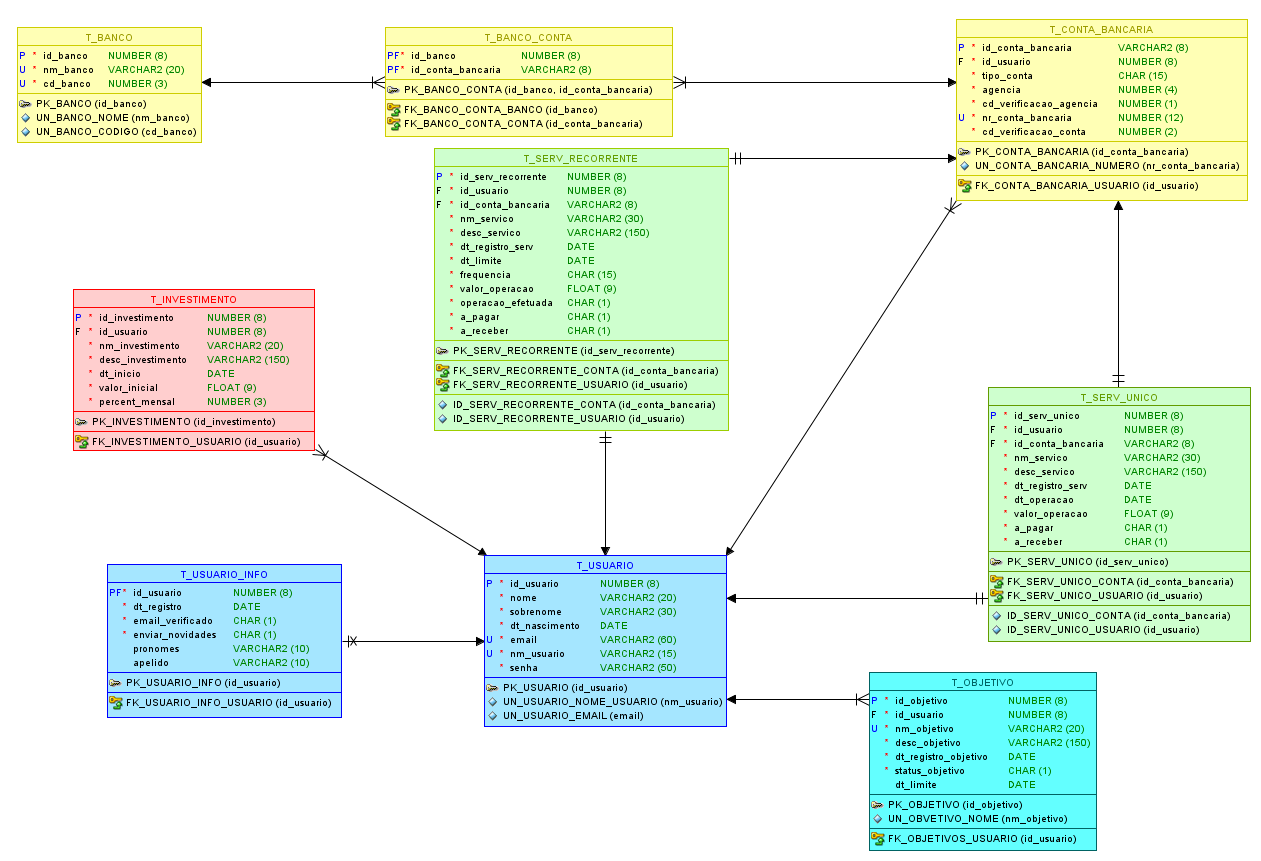 T_BANCO
P * id_banco NUMBER (8)
U * nm_banco VARCHAR2 (20)
U * cd_banco NUMBER (3)
PK_BANCO (id_banco)
UN_BANCO_NOME (nm_banco)
UN_BANCO_CODIGO (cd_banco)
T_BANCO_CONTA
PF* id_banco NUMBER (8)
PF* id_conta_bancaria VARCHAR2 (8)
PK_BANCO_CONTA (id_banco, id_conta_bancaria)
FK_BANCO_CONTA_BANCO (id_banco)
FK_BANCO_CONTA_CONTA (id_conta_bancaria)
T_CONTA_BANCARIA
P * id_conta_bancaria VARCHAR2 (8)
F * id_usuario NUMBER (8)
* tipo_conta CHAR (15)
* agencia NUMBER (4)
* cd_verificacao_agencia NUMBER (1)
U * nr_conta_bancaria NUMBER (12)
* cd_verificacao_conta NUMBER (2)
PK_CONTA_BANCARIA (id_conta_bancaria)
UN_CONTA_BANCARIA_NUMERO (nr_conta_bancaria)
FK_CONTA_BANCARIA_USUARIO (id_usuario)
T_SERV_RECORRENTE
P * id_serv_recorrente NUMBER (8)
F * id_usuario NUMBER (8)
F * id_conta_bancaria VARCHAR2 (8)
* nm_servico VARCHAR2 (30)
* desc_servico VARCHAR2 (150)
* dt_registro_serv DATE
* dt_limite DATE
* frequencia CHAR (15)
* valor_operacao FLOAT (9)
* operacao_efetuada CHAR (1)
* a_pagar CHAR (1)
* a_receber CHAR (1)
PK_SERV_RECORRENTE (id_serv_recorrente)
FK_SERV_RECORRENTE_CONTA (id_conta_bancaria)
FK_SERV_RECORRENTE_USUARIO (id_usuario)
ID_SERV_RECORRENTE_CONTA (id_conta_bancaria)
ID_SERV_RECORRENTE_USUARIO (id_usuario)
T_INVESTIMENTO
P * id_investimento NUMBER (8)
F * id_usuario NUMBER (8)
* nm_investimento VARCHAR2 (20)
* desc_investimento VARCHAR2 (150)
* dt_inicio DATE
* valor_inicial FLOAT (9)
* percent_mensal NUMBER (3)
PK_INVESTIMENTO (id_investimento)
FK_INVESTIMENTO_USUARIO (id_usuario)
T_SERV_UNICO
P * id_serv_unico NUMBER (8)
F * id_usuario NUMBER (8)
F * id_conta_bancaria VARCHAR2 (8)
* nm_servico VARCHAR2 (30)
* desc_servico VARCHAR2 (150)
* dt_registro_serv DATE
* dt_operacao DATE
* valor_operacao FLOAT (9)
* a_pagar CHAR (1)
* a_receber CHAR (1)
PK_SERV_UNICO (id_serv_unico)
FK_SERV_UNICO_CONTA (id_conta_bancaria)
FK_SERV_UNICO_USUARIO (id_usuario)
ID_SERV_UNICO_CONTA (id_conta_bancaria)
ID_SERV_UNICO_USUARIO (id_usuario)
T_USUARIO_INFO
PF* id_usuario NUMBER (8)
* dt_registro DATE
* email_verificado CHAR (1)
* enviar_novidades CHAR (1)
pronomes VARCHAR2 (10)
apelido VARCHAR2 (10)
PK_USUARIO_INFO (id_usuario)
FK_USUARIO_INFO_USUARIO (id_usuario)
T_USUARIO
P * id_usuario NUMBER (8)
* nome VARCHAR2 (20)
* sobrenome VARCHAR2 (30)
* dt_nascimento DATE
U * email VARCHAR2 (60)
U * nm_usuario VARCHAR2 (15)
* senha VARCHAR2 (50)
PK_USUARIO (id_usuario)
UN_USUARIO_NOME_USUARIO (nm_usuario)
UN_USUARIO_EMAIL (email)
T_OBJETIVO
P * id_objetivo NUMBER (8)
F * id_usuario NUMBER (8)
U * nm_objetivo VARCHAR2 (20)
* desc_objetivo VARCHAR2 (150)
* dt_registro_objetivo DATE
* status_objetivo CHAR (1)
dt_limite DATE
PK_OBJETIVO (id_objetivo)
UN_OBVETIVO_NOME (nm_objetivo)
FK_OBJETIVOS_USUARIO (id_usuario)